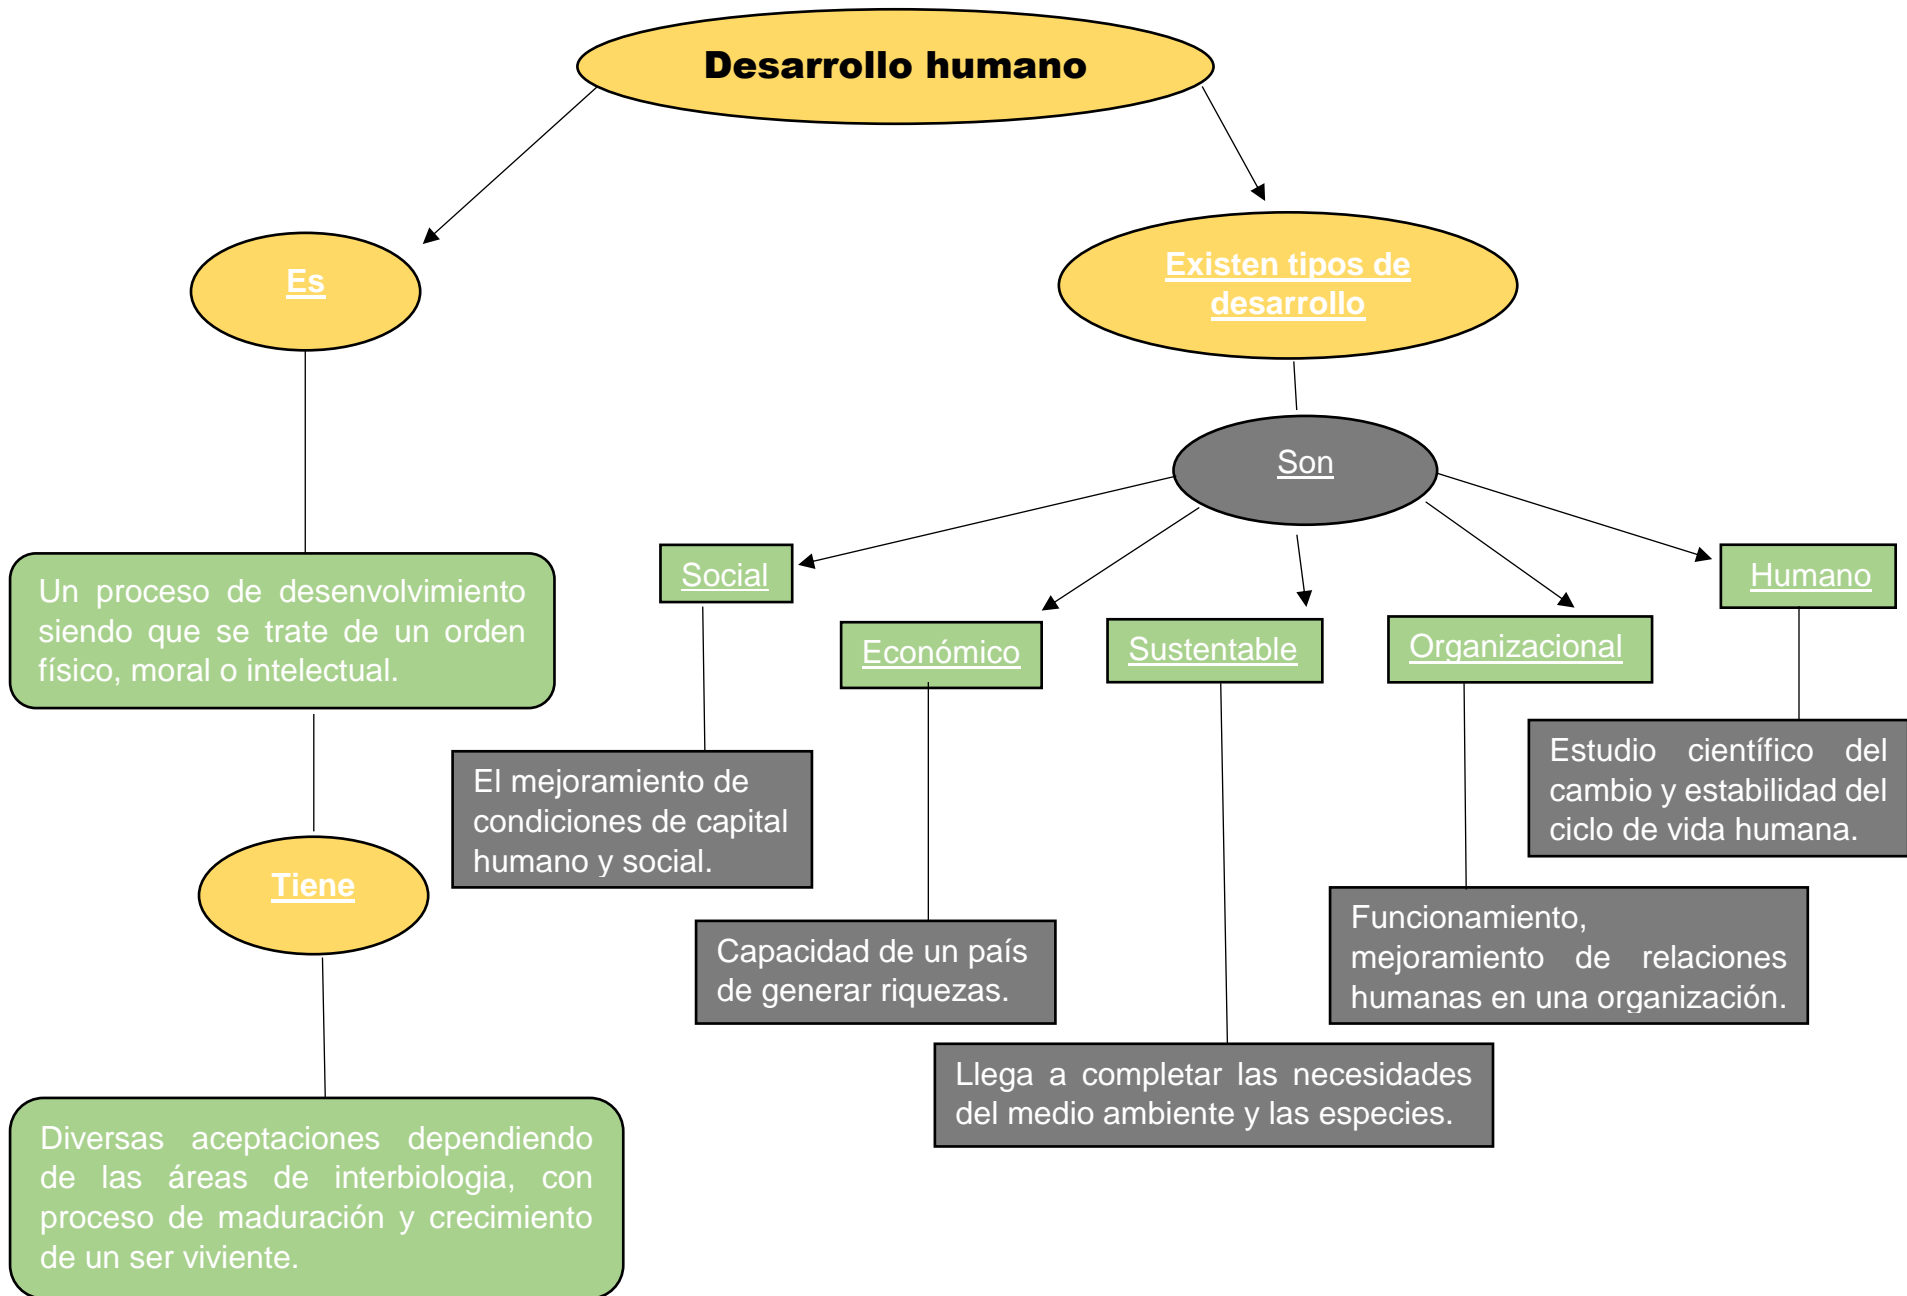 Desarrollo humano
Es
Existen tipos de
desarrollo
Son
Social
Económico
Sustentable
Organizacional
Humano
Un proceso de desenvolvimiento
siendo que se trate de un orden
físico, moral o intelectual.
El mejoramiento de
condiciones de capital
humano y social.
Capacidad de un país
de generar riquezas.
Llega a completar las necesidades
del medio ambiente y las especies.
Funcionamiento,
mejoramiento de relaciones
humanas en una organización.
Estudio científico del
cambio y estabilidad del
ciclo de vida humana.
Tiene
Diversas aceptaciones dependiendo
de las áreas de interbiologia, con
proceso de maduración y crecimiento
de un ser viviente.